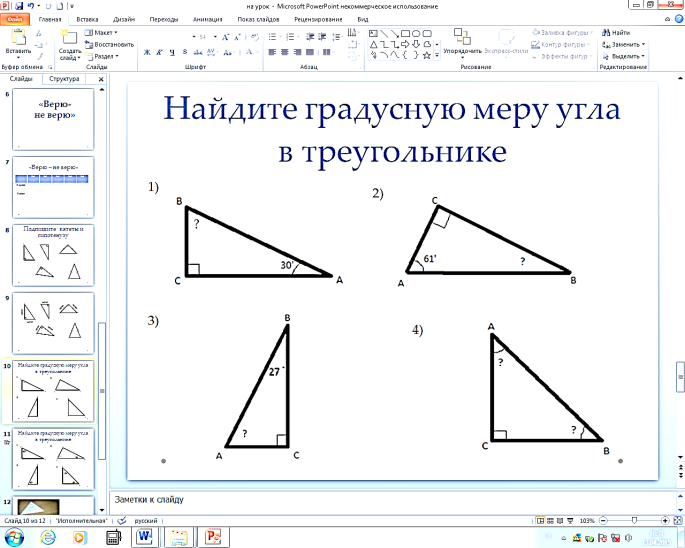 на урок - Microsoft PowerPoint некоммерческое использование
Файл Главная Вставка Дизайн Переходы Анимация Показ слайдов Рецензирование Вид
Вставить
Создать слайд
Макет
Восстановить
Раздел
Ж К Ч
Упорядочить Экспресс-стили
Заливка фигуры
Контур фигуры
Эффекты фигур
Найти
Заменить
Выделить
Буфер обмена Слайды Шрифт Абзац Рисование Редактирование
Слайды Структура
6
«Верю-
не верю»
7
«Верю – не верю»
8
Подпишите катеты и
гипотенузу
9
10
Найдите градусную меру угла
в треугольнике
11
Найдите градусную меру угла
в треугольнике
12
Найдите градусную меру угла
в треугольнике
1)
B
?
C
30°
A
2)
C
A
61°
?
B
3)
B
27°
?
A
C
4)
A
?
C
?
B
Заметки к слайду
Слайд 10 из 12 "Исполнительная" русский 103%